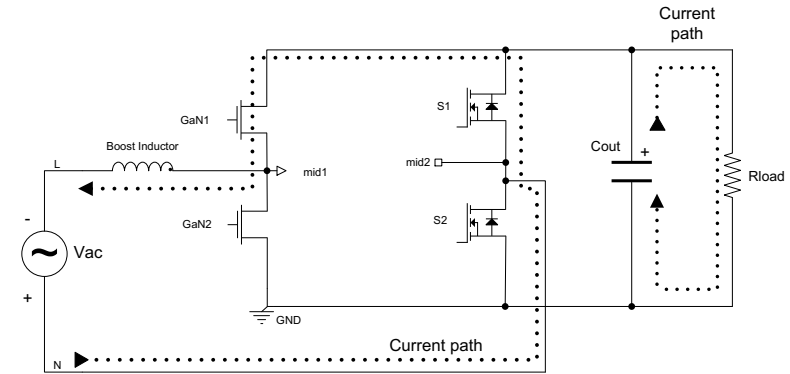 Current
path
GaN1
S1
Boost Inductor
L
mid1
mid2
Cout
+
Rload
GaN2
S2
-
~
Vac
+
GND
Current path
N